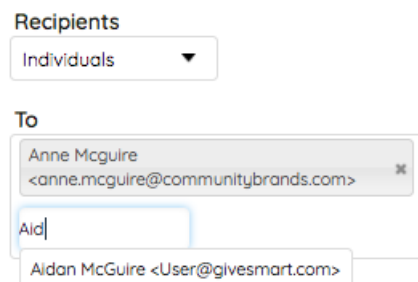 Recipients
Individuals
To
Anne Mcguire
<anne.mcguire@communitybrands.com>
Aid
Aidan McGuire <User@givesmart.com>